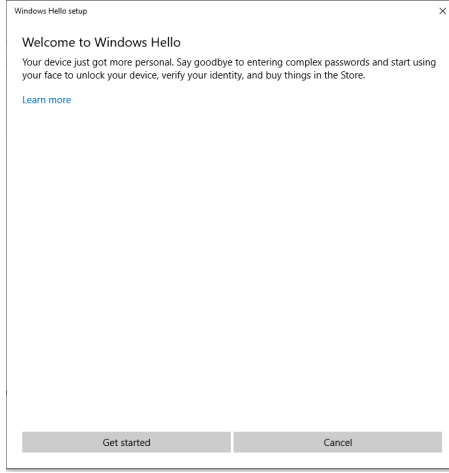 Windows Hello setup
Welcome to Windows Hello
Your device just got more personal. Say goodbye to entering complex passwords and start using
your face to unlock your device, verify your identity, and buy things in the Store.
Learn more
Get started
Cancel